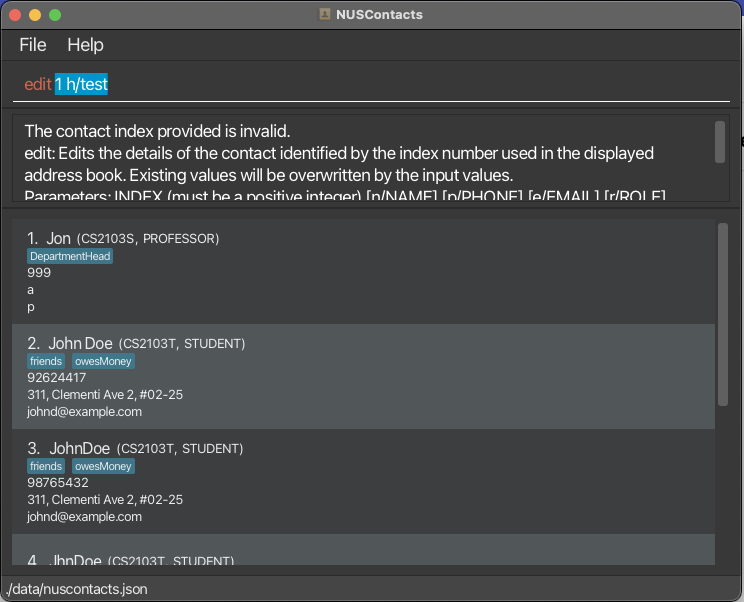 NUSContacts
File Help
edit 1 h/test
The contact index provided is invalid.
edit: Edits the details of the contact identified by the index number used in the displayed
address book. Existing values will be overwritten by the input values.
Parameters: INDEX (must be a positive integer) [n/NAME] [p/PHONE] [e/EMAIL] [r/ROLE]
1. Jon (CS2103S, PROFESSOR)
DepartmentHead
999
a
p
2. John Doe (CS2103T, STUDENT)
friends owesMoney
92624417
311, Clementi Ave 2, #02-25
johnd@example.com
3. JohnDoe (CS2103T, STUDENT)
friends owesMoney
98765432
311, Clementi Ave 2, #02-25
johnd@example.com
4. JhnDoe (CS2103T, STUDENT)
./data/nuscontacts.json